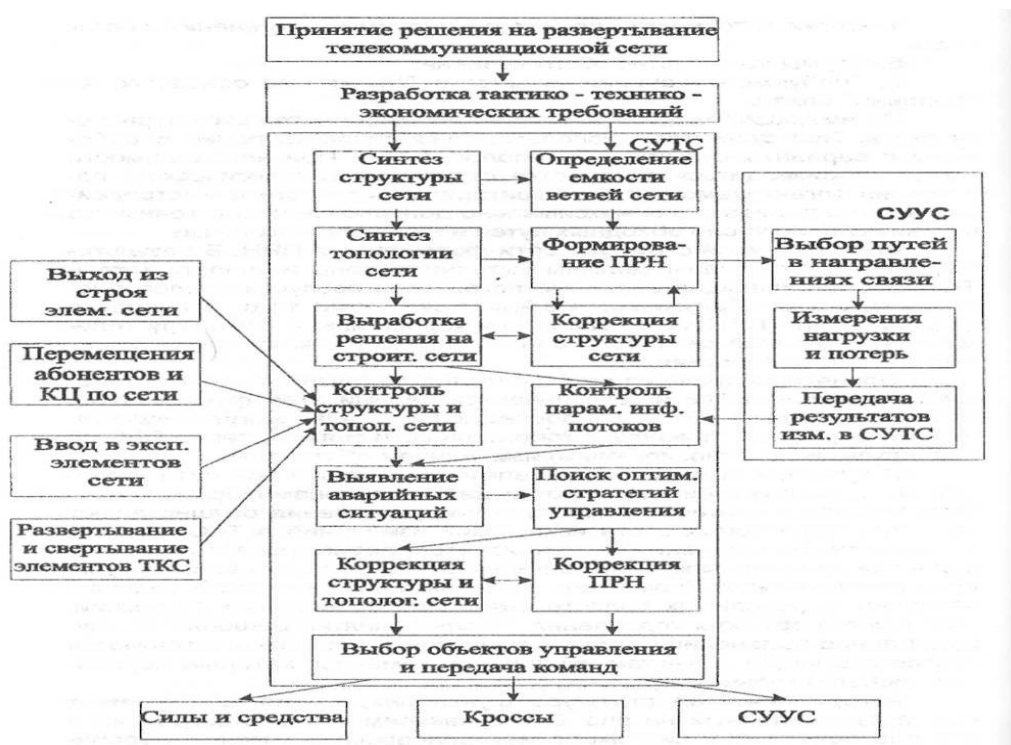 Принятие решения на развертывание
телекоммуникационной сети
Разработка тактико - технико -
экономических требований
СУТС
Синтез
структуры
сети
Определение
емкости
ветвей сети
СУУС
Синтез
топологии
сети
Формирова-
ние ПРН
Выбор путей
в направле-
ниях связи
Выход из
строя
элем. сети
Выработка
решения на
строит. сети
Коррекция
структуры
сети
Измерения
нагрузки
и потерь
Перемещения
абонентов и
КЦ по сети
Контроль
структуры и
топол. сети
Контроль
парам. инф.
потоков
Передача
результатов
изм. в СУТС
Ввод в эксп.
элементов
сети
Выявление
аварийных
ситуаций
Поиск оптим.
стратегий
управления
Развертывание
и свертывание
элементов ТКС
Коррекция
структуры и
тополог. сети
Коррекция
ПРН
Выбор объектов управления
и передача команд
Силы и средства
Кроссы
СУТС